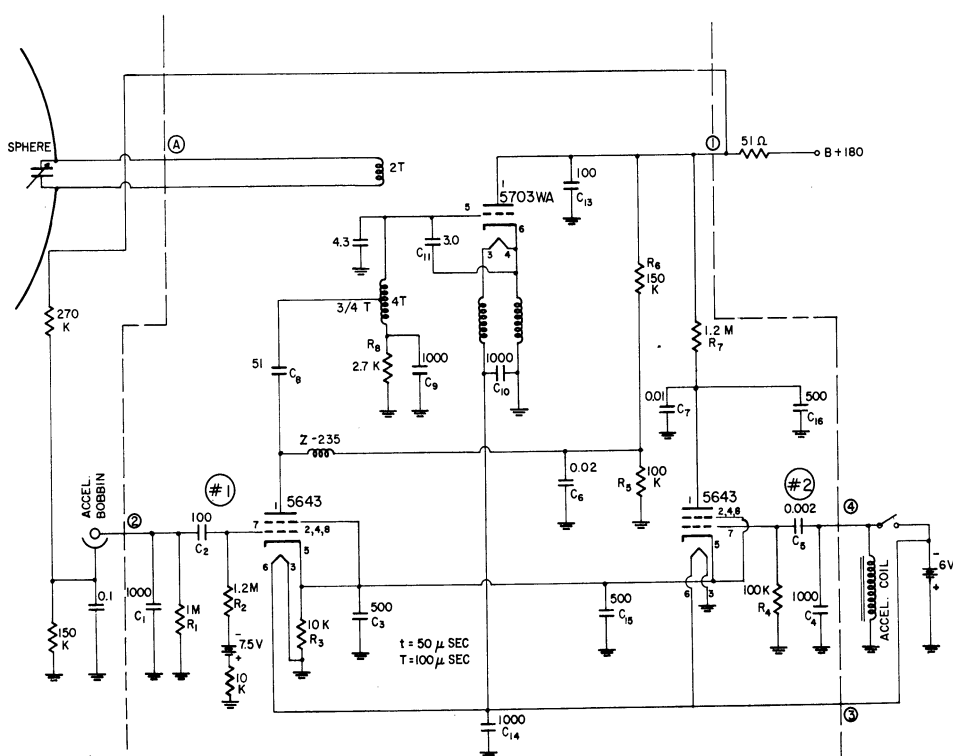 SPHERE
A
2T
1
51 Ω
B+180
1
5703WA
5
6
3 4
100
C13
4.3
3.0
C11
3/4 T
4T
R6
150
K
270
K
R8
2.7 K
1000
C9
1000
C10
1.2 M
R7
51
C8
0.01
C7
500
C16
Z-235
0.02
C6
R5
100
K
ACCEL.
BOBBIN
#1
1
5643
7
2,4,8
5
6
3
1
5643
2,4,8
7
5
6
3
#2
0.002
C5
4
2
100
C2
0.1
1000
C1
1M
R1
1.2M
R2
-
7.5V
+
10
K
10 K
R3
500
C3
500
C15
100K
R4
1000
C4
ACCEL. COIL
-
6V
+
150
K
t = 50 μ SEC
T = 100 μ SEC
1000
C14
3